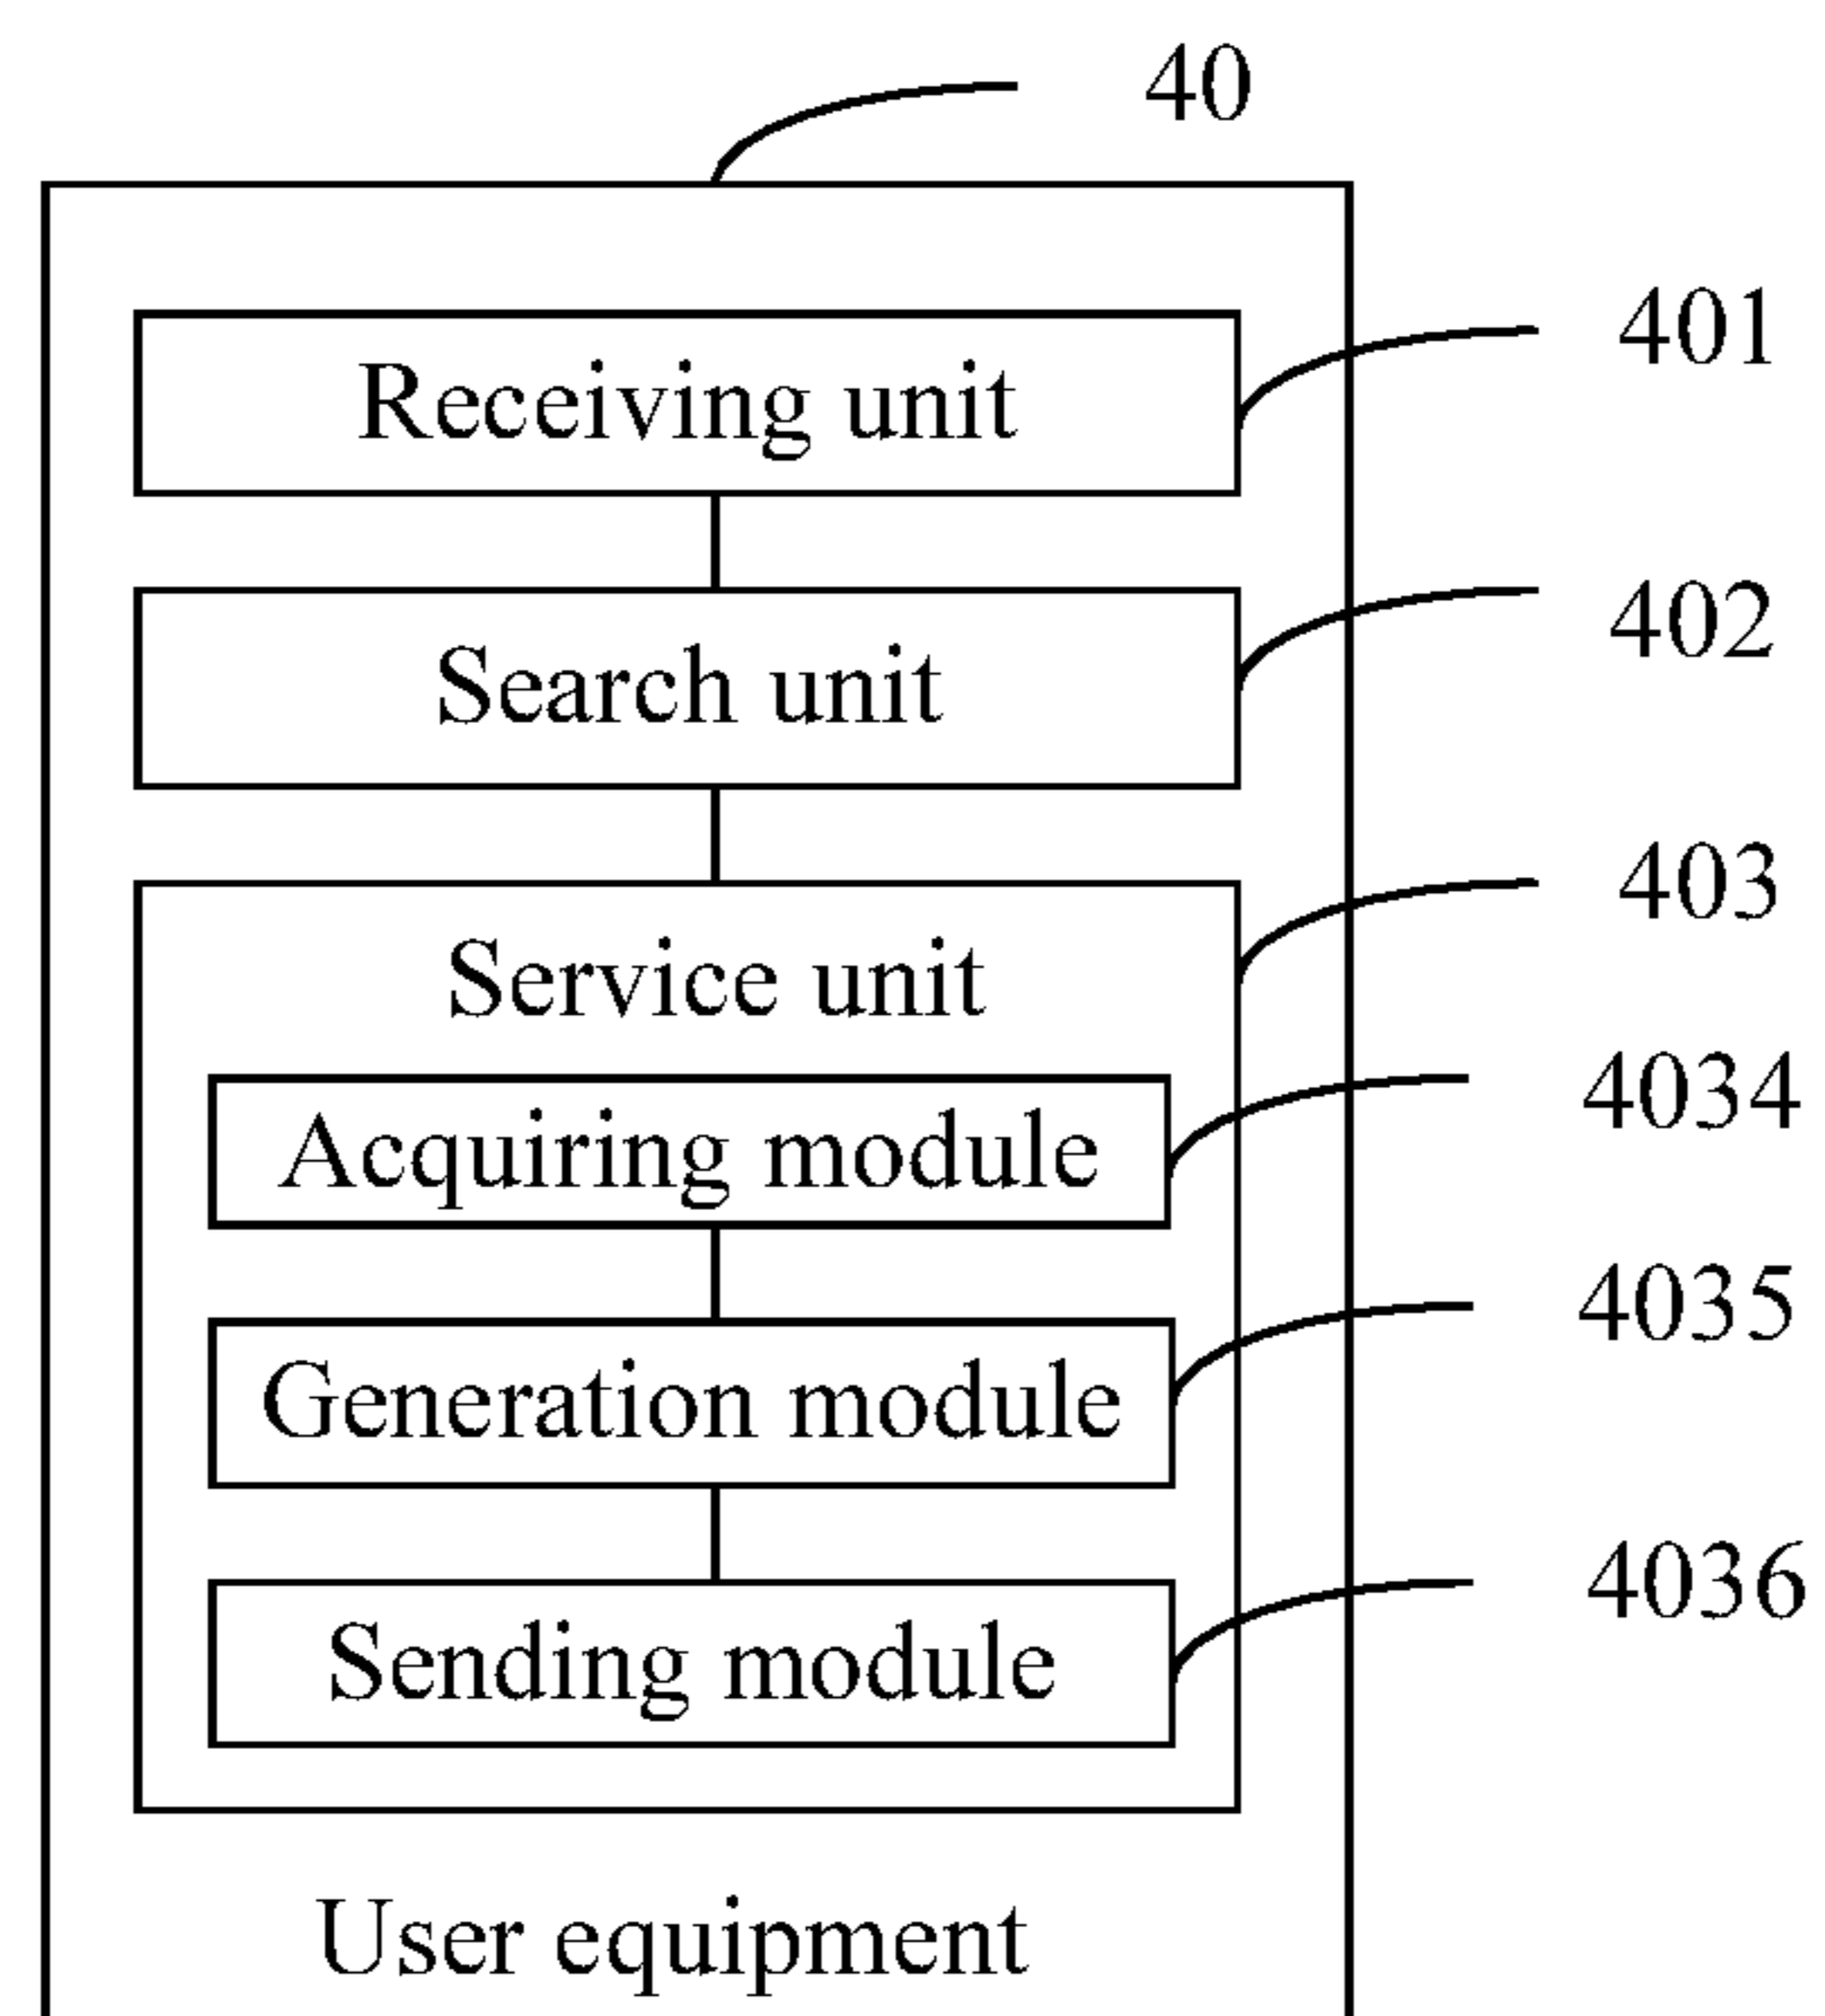 40
Receiving unit
401
Search unit
402
Service unit
403
Acquiring module
4034
Generation module
4035
Sending module
4036
User equipment